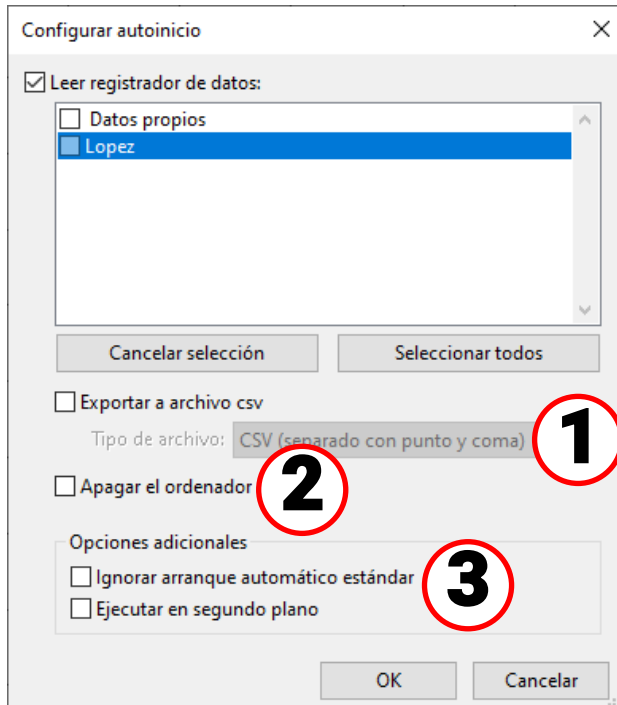 Configurar autoinicio
Leer registrador de datos:
Datos propios
Lopez
Cancelar selección Seleccionar todos
Exportar a archivo csv
Tipo de archivo: CSV (separado con punto y coma) 1
Apagar el ordenador 2
Opciones adicionales
Ignorar arranque automático estándar 3
Ejecutar en segundo plano
OK Cancelar